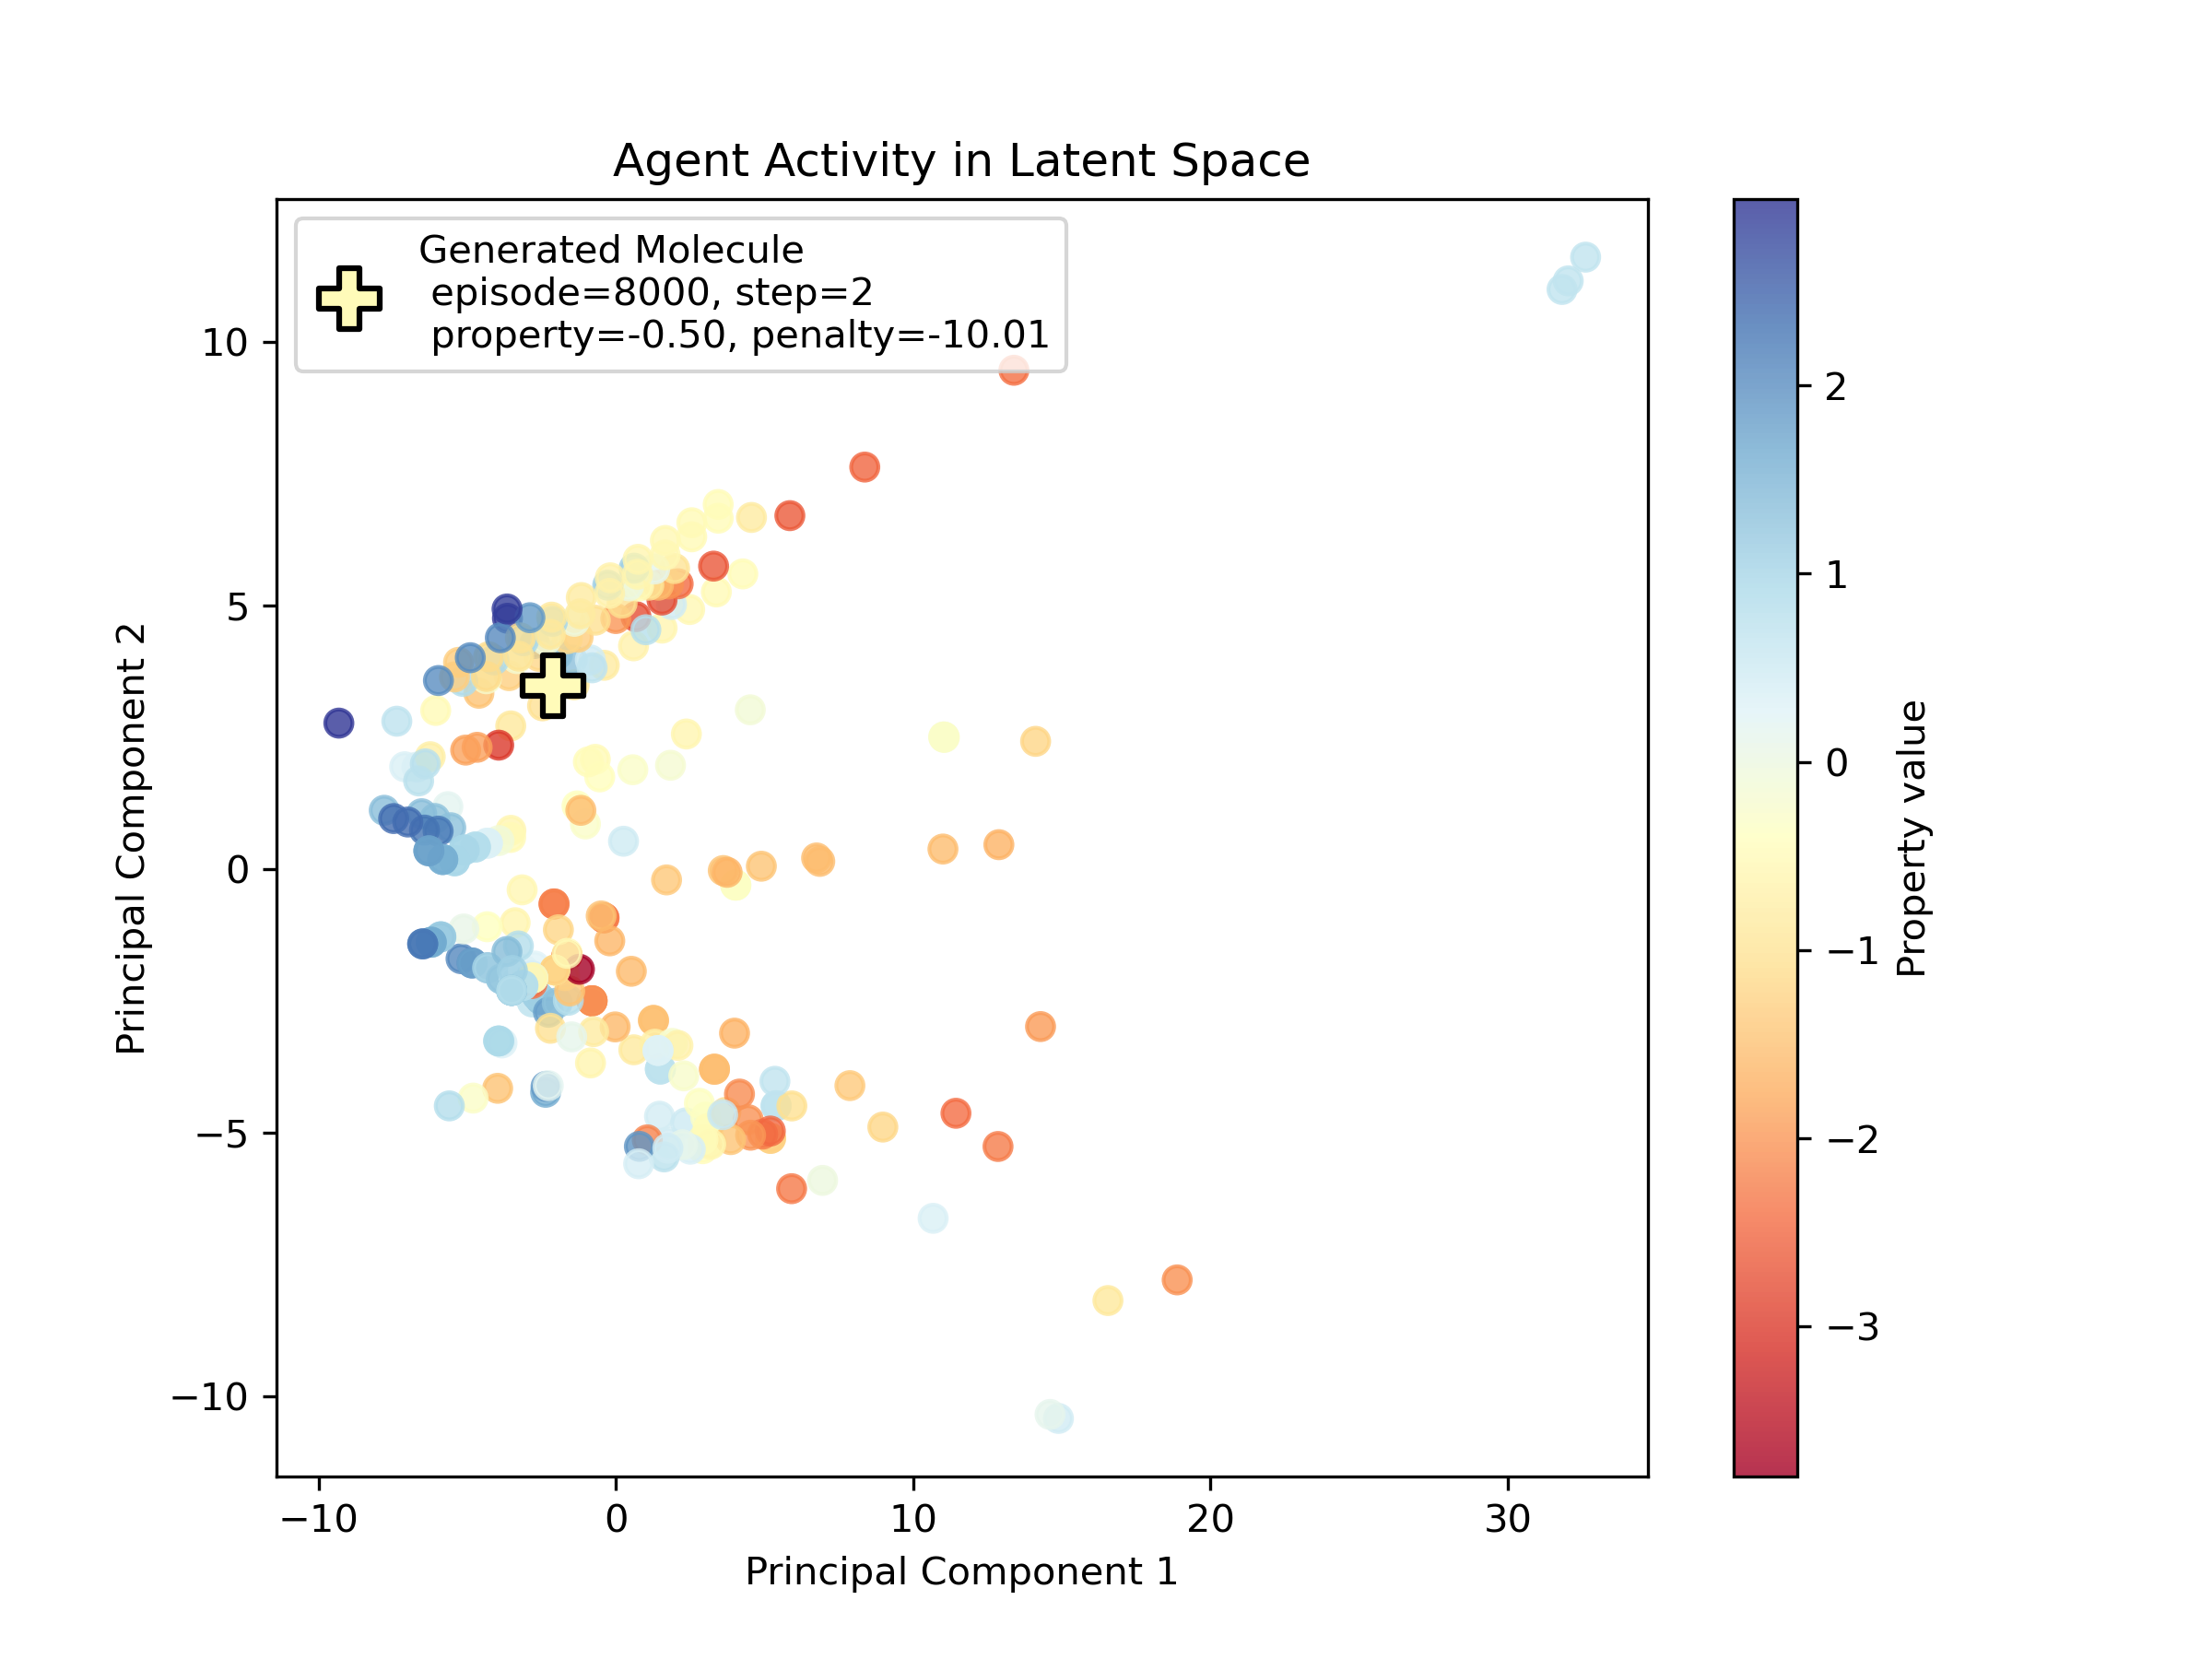 Agent Activity in Latent Space
Generated Molecule
episode=8000, step=2
property=-0.50, penalty=-10.01
10
5
0
−5
−10
Principal Component 2
−10
0
10
20
30
Principal Component 1
2
1
0
−1
−2
−3
Property value